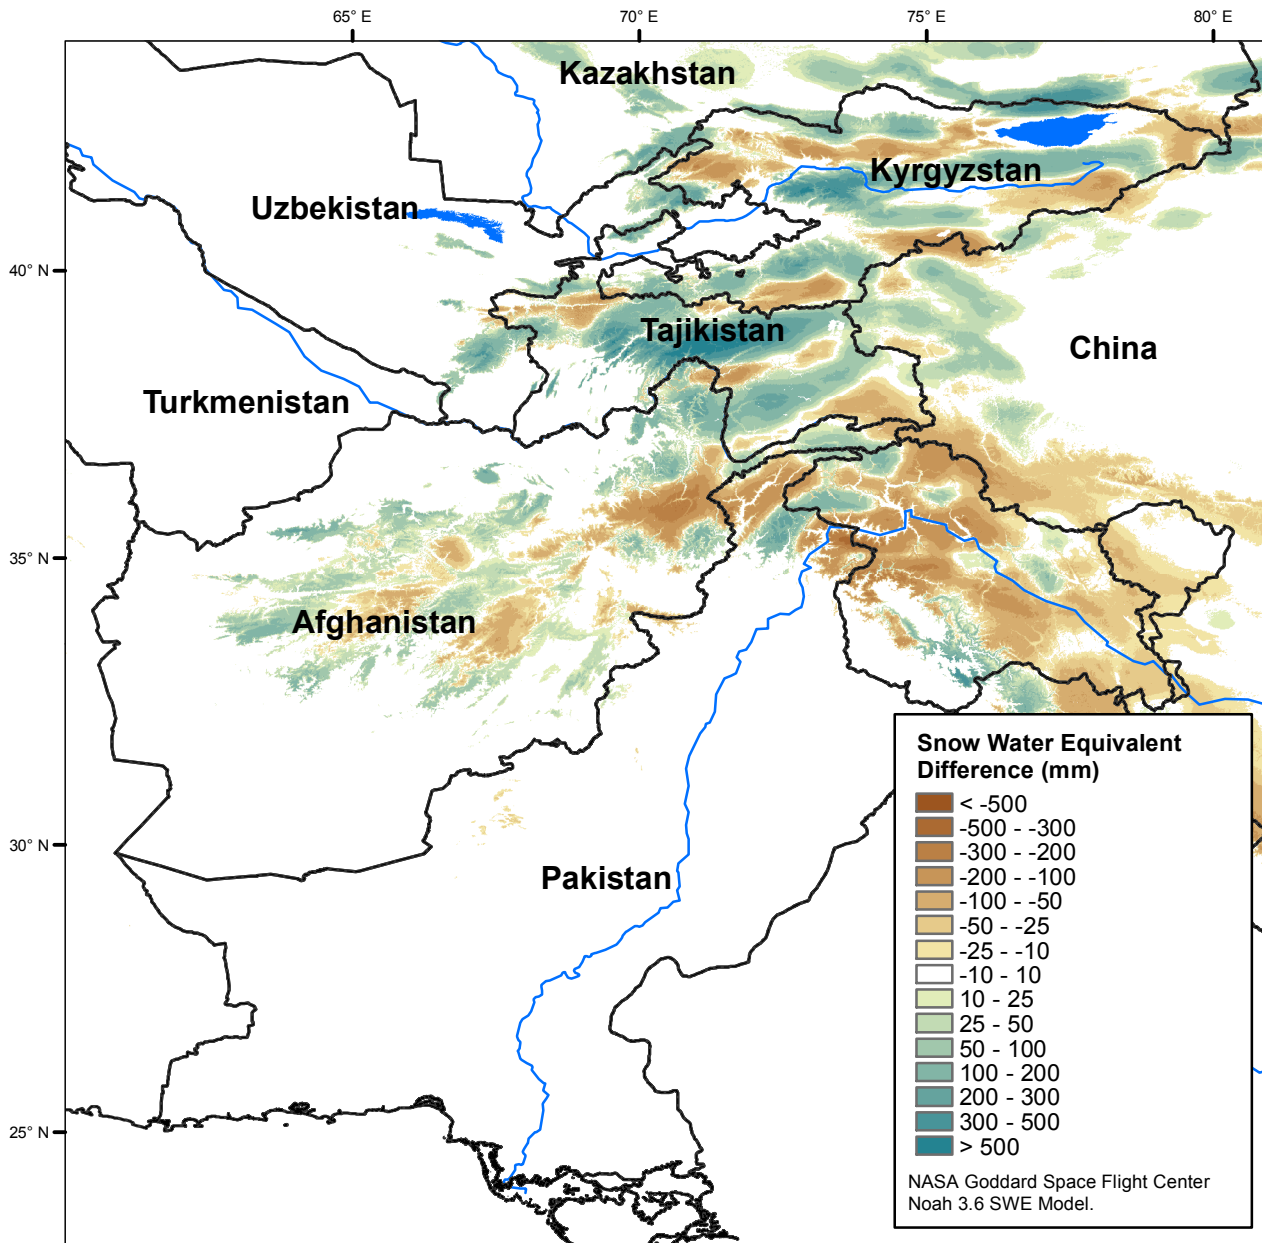 65° E
70° E
75° E
80° E
Kazakhstan
Kyrgyzstan
Uzbekistan
40° N
Tajikistan
China
Turkmenistan
35° N
Afghanistan
30° N
Pakistan
25° N
Snow Water Equivalent
Difference (mm)
< -500
-500 - -300
-300 - -200
-200 - -100
-100 - -50
-50 - -25
-25 - -10
-10 - 10
10 - 25
25 - 50
50 - 100
100 - 200
200 - 300
300 - 500
> 500
NASA Goddard Space Flight Center
Noah 3.6 SWE Model.